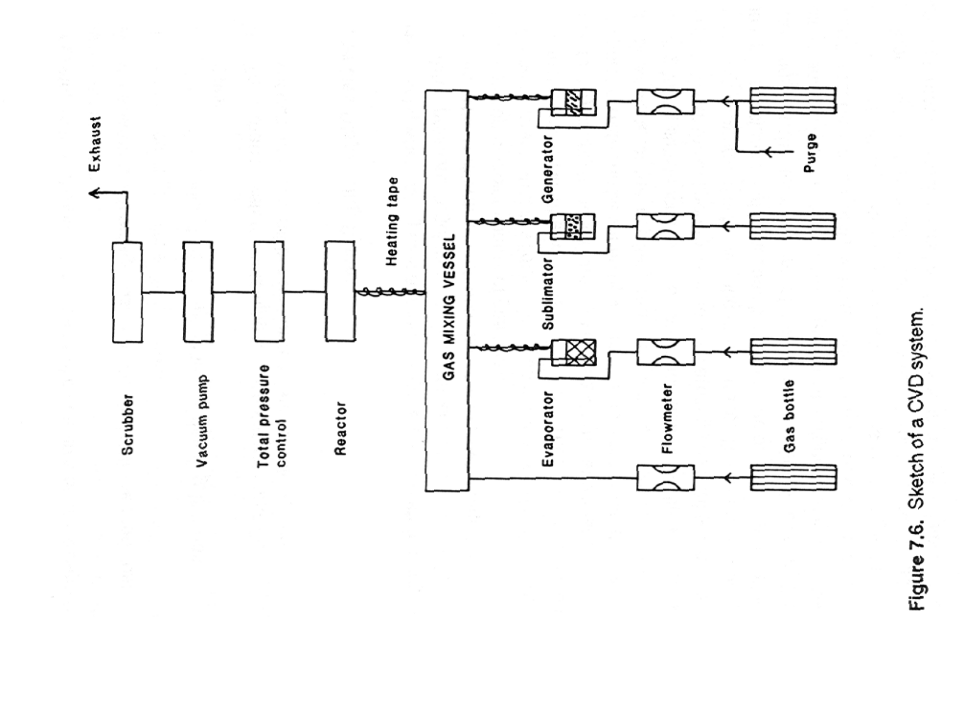 Exhaust
Scrubber
Vacuum pump
Total pressure
control
Reactor
Heating tape
GAS MIXING VESSEL
Evaporator
Sublimator
Generator
Flowmeter
Gas bottle
Purge
Figure 7.6. Sketch of a CVD system.